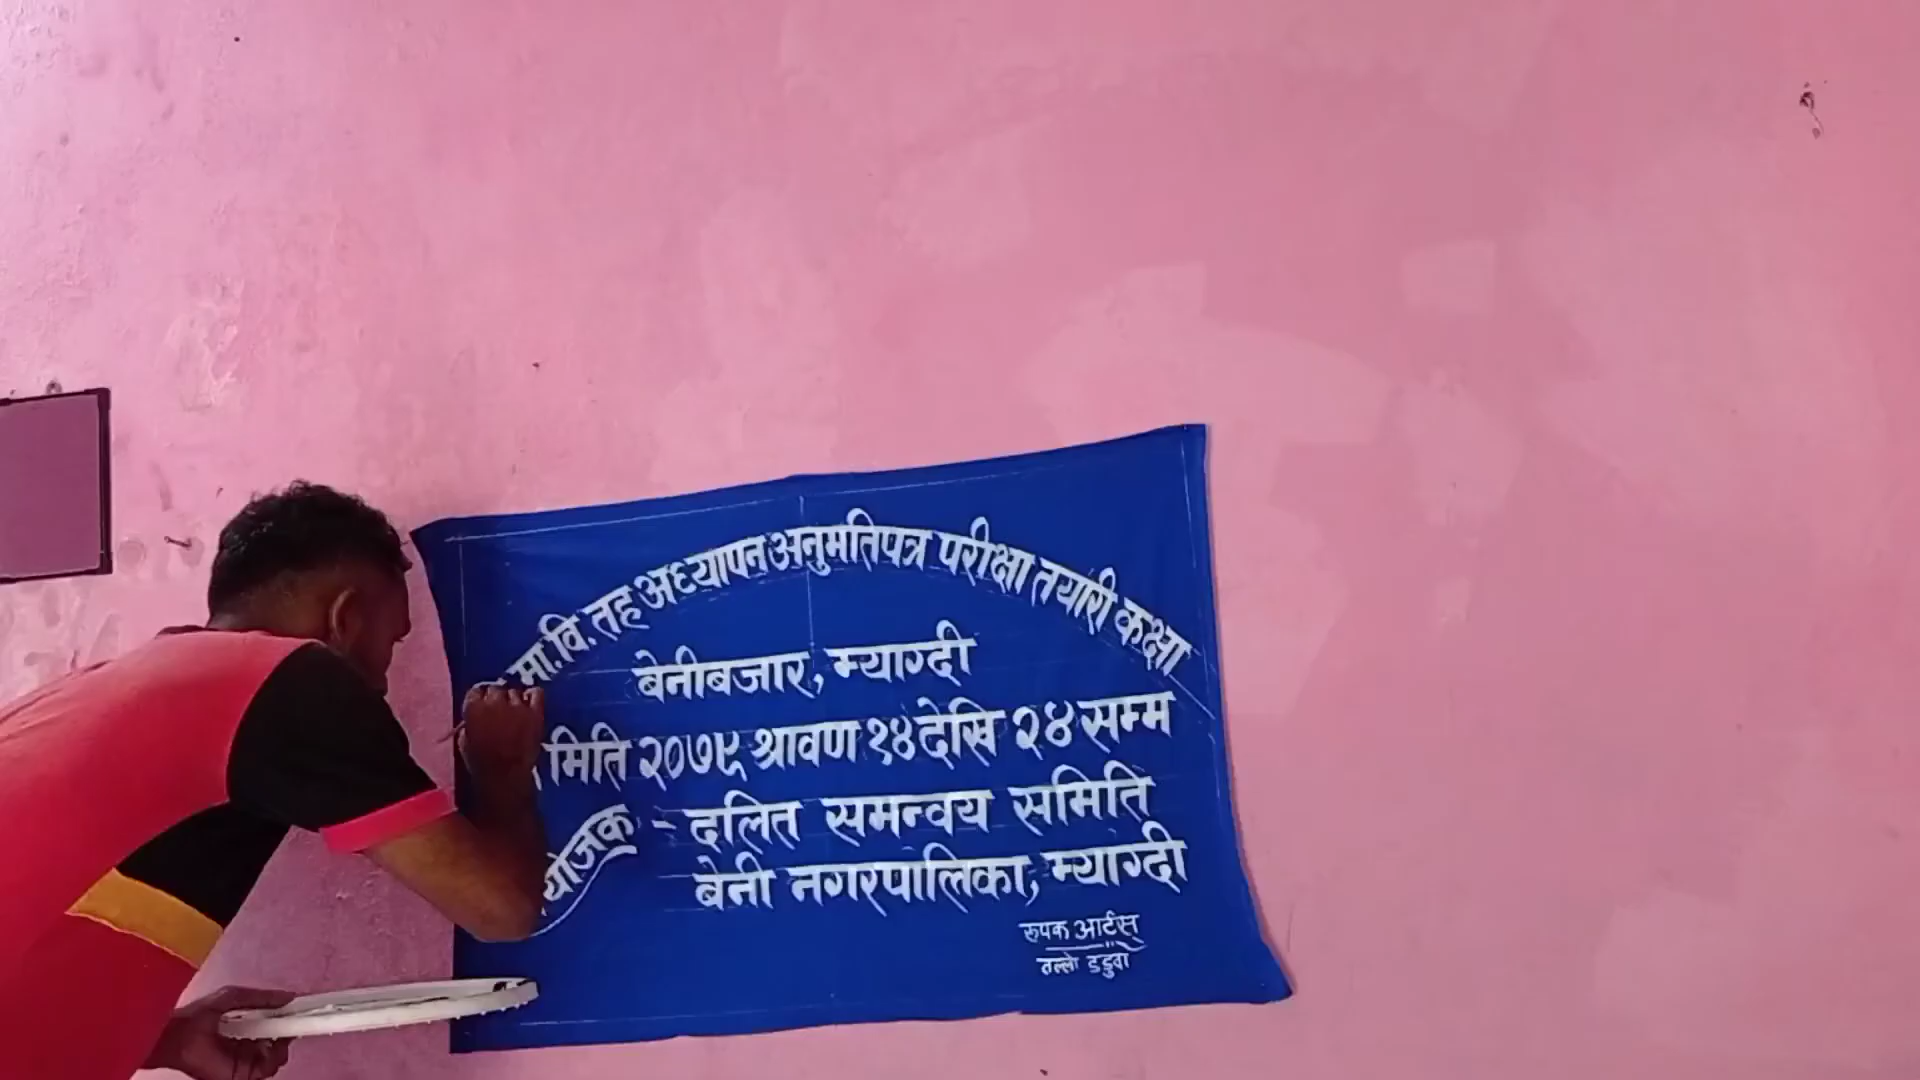 मा.वि. तह अध्यापन अनुमतिपत्र परीक्षा तयारी कक्षा
बेनीबजार, म्याग्दी
मिति २०७९ श्रावण १४ देखि २४ सम्म
योजक - दलित समन्वय समिति
बेनी नगरपालिका, म्याग्दी
रुपक आर्टस्
तल्लो डडुवा